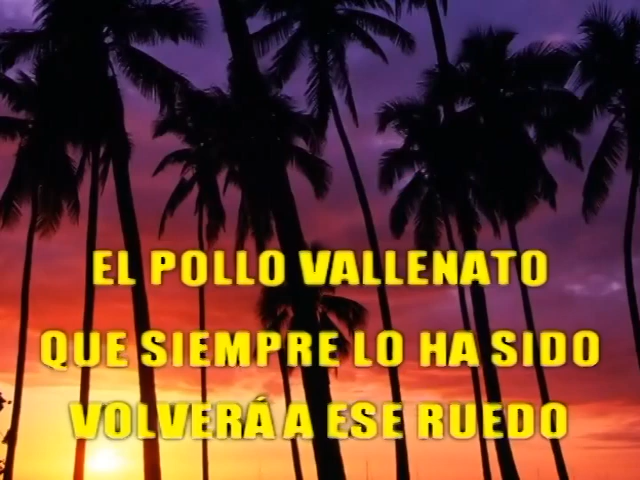 EL POLLO VALLENATO
QUE SIEMPRE LO HA SIDO
VOLVERÁ A ESE RUEDO